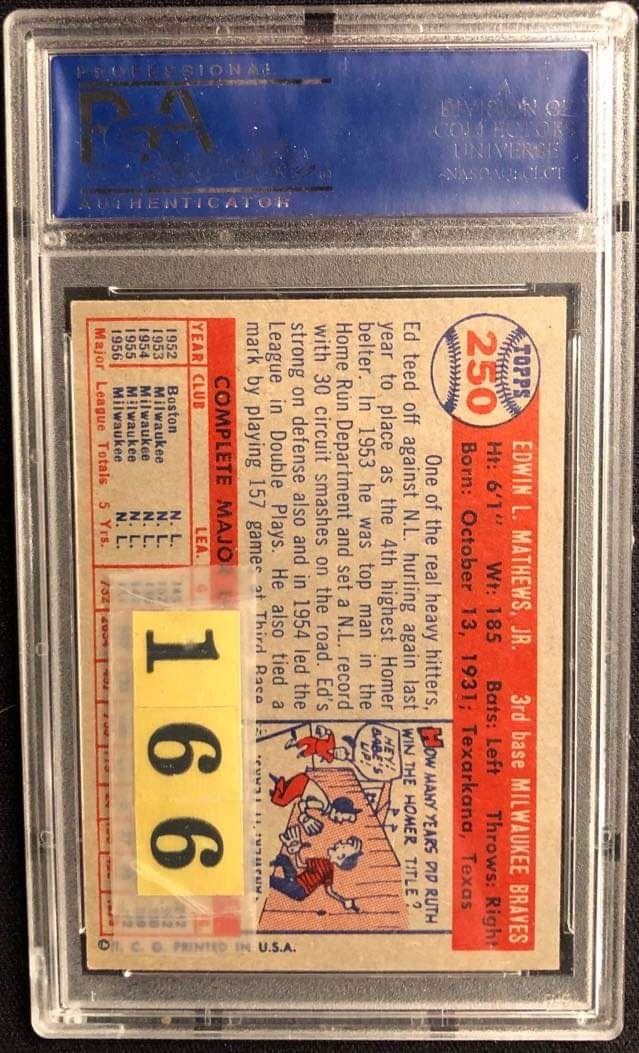 PROFESSIONAL
PSA
AUTHENTICATOR
A
DIVISION OF
COLLECTORS
UNIVERSE
NASDAQ: CLCT
TOPPS
250
EDWIN L. MATHEWS, JR. 3rd base MILWAUKEE BRAVES
Ht: 6'1" Wt: 185 Bats: Left Throws: Right
Born: October 13, 1931; Texarkana, Texas
One of the real heavy hitters,
Ed teed off against N.L. hurling again last
year to place as the 4th highest Homer
belter. In 1953 he was top man in the
Home Run Department and set a N.L. record
with 30 circuit smashes on the road. Ed's
strong on defense also and in 1954 led the
League in Double Plays. He also tied a
mark by playing 157 games at Third Base
HOW MANY YEARS DID RUTH
WIN THE HOMER TITLE?
HEY!
BABE'S
UP!
COMPLETE MAJO
YEAR CLUB LEA.
1952 Boston N. L.
1953 Milwaukee N. L.
1954 Milwaukee N. L.
1955 Milwaukee N. L.
1956 Milwaukee N. L.
Major League Totals 5 Yrs.
166
© T. C. G. PRINTED IN U.S.A.